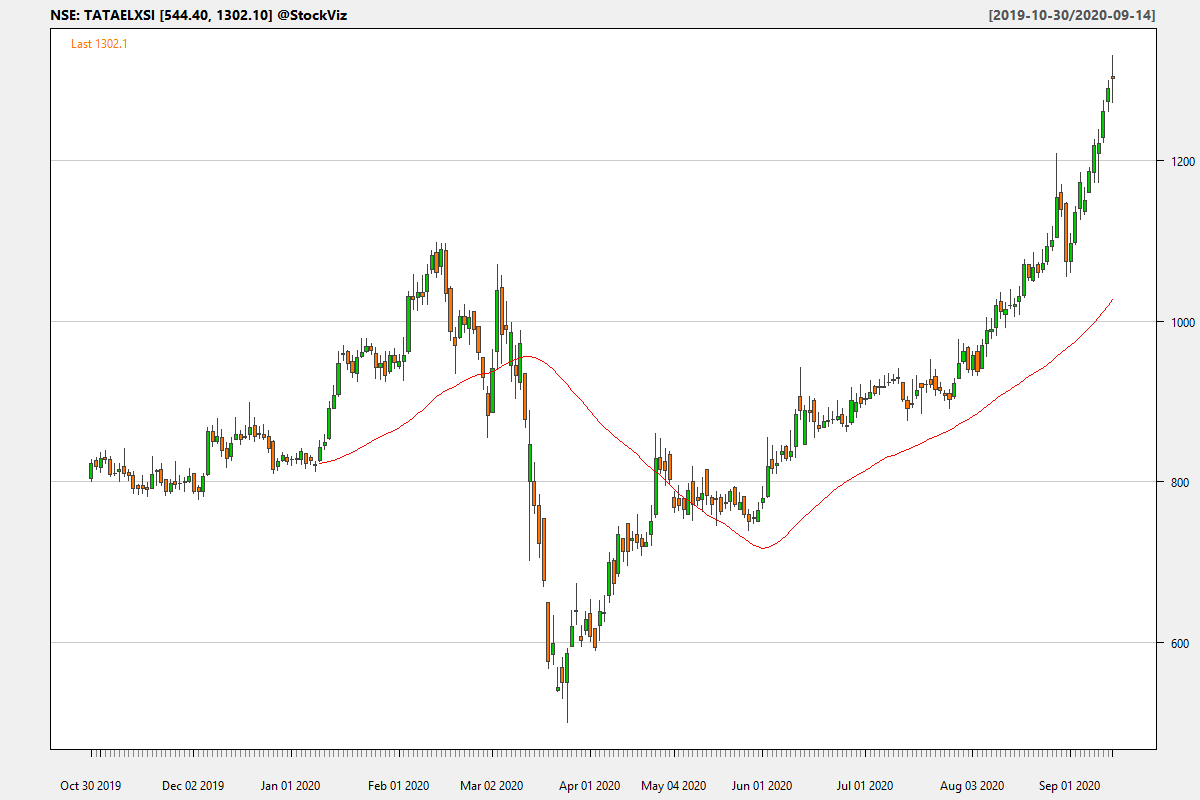 NSE: TATAELXSI [544.40, 1302.10] @StockViz
[2019-10-30/2020-09-14]
Last 1302.1
1200
1000
800
600
Oct 30 2019
Dec 02 2019
Jan 01 2020
Feb 01 2020
Mar 02 2020
Apr 01 2020
May 04 2020
Jun 01 2020
Jul 01 2020
Aug 03 2020
Sep 01 2020